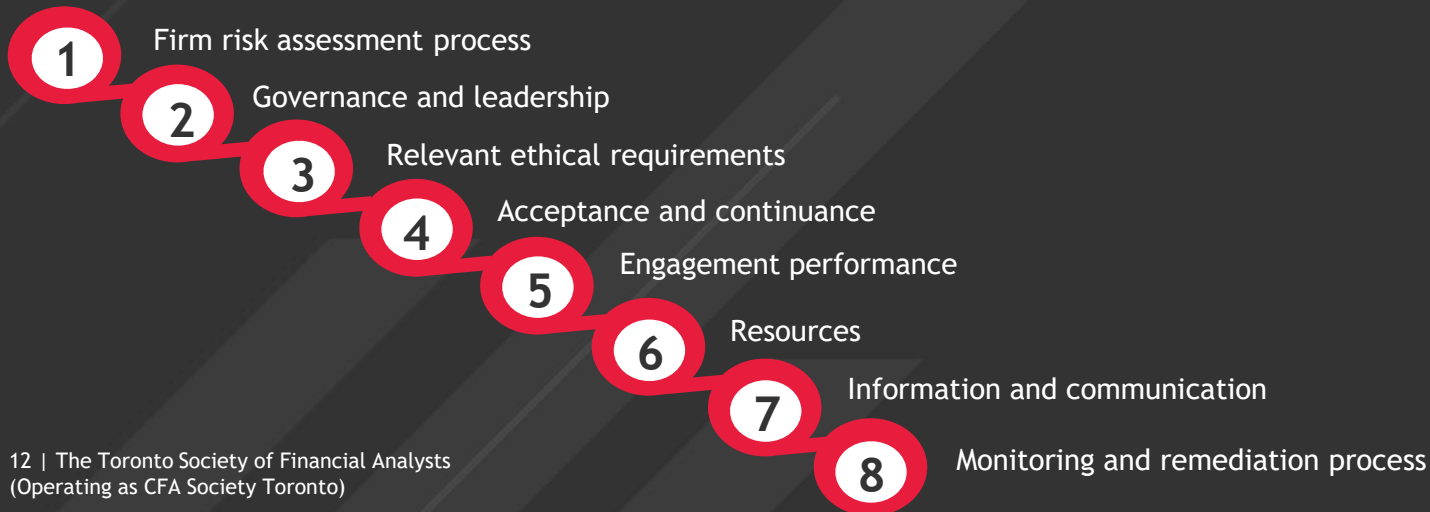 1
Firm risk assessment process
2
Governance and leadership
3
Relevant ethical requirements
4
Acceptance and continuance
5
Engagement performance
6
Resources
7
Information and communication
8
Monitoring and remediation process
12 | The Toronto Society of Financial Analysts
(Operating as CFA Society Toronto)